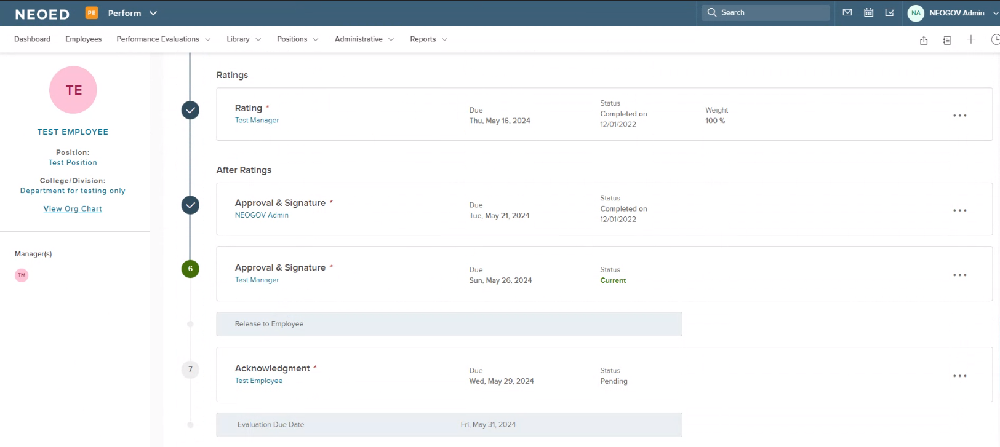 NEOED PE Perform Search NA NEOGOV Admin
Dashboard Employees Performance Evaluations Library Positions Administrative Reports
TE
TEST EMPLOYEE
Position:
Test Position
College/Division:
Department for testing only
View Org Chart
Manager(s)
TM
Ratings
Rating *
Test Manager
Due
Thu, May 16, 2024
Status
Completed on
12/01/2022
Weight
100 %
After Ratings
Approval & Signature *
NEOGOV Admin
Due
Tue, May 21, 2024
Status
Completed on
12/01/2022
6
Approval & Signature *
Test Manager
Due
Sun, May 26, 2024
Status
Current
Release to Employee
7
Acknowledgment *
Test Employee
Due
Wed, May 29, 2024
Status
Pending
Evaluation Due Date Fri, May 31, 2024